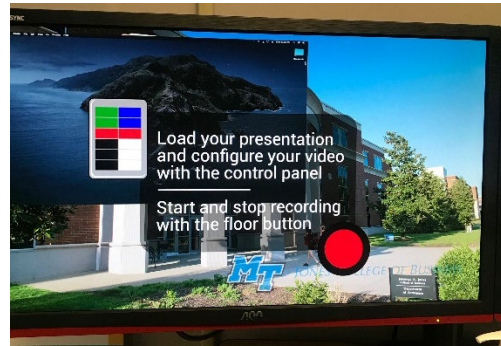 SYNC
Load your presentation
and configure your video
with the control panel
Start and stop recording
with the floor button
MT
JONES COLLEGE OF BUSINESS
AOC